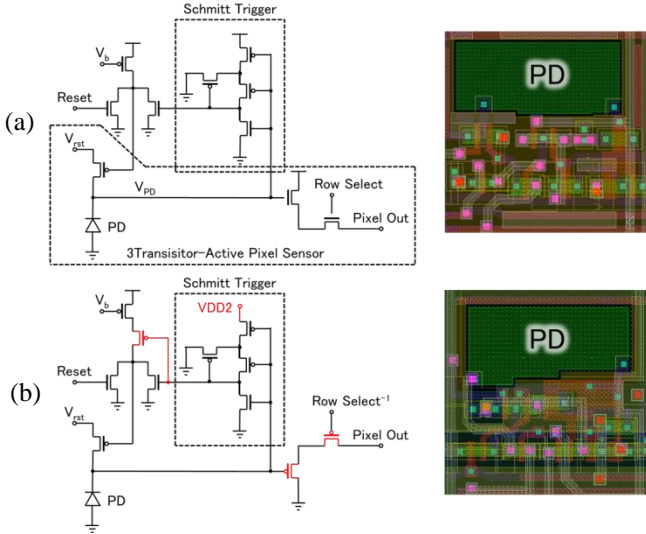 Schmitt Trigger
V_b
Reset
(a)
V_rst
V_PD
Row Select
Pixel Out
PD
3Transisitor-Active Pixel Sensor
PD
Schmitt Trigger
V_b
VDD2
Reset
(b)
V_rst
Row Select⁻¹
Pixel Out
PD
PD